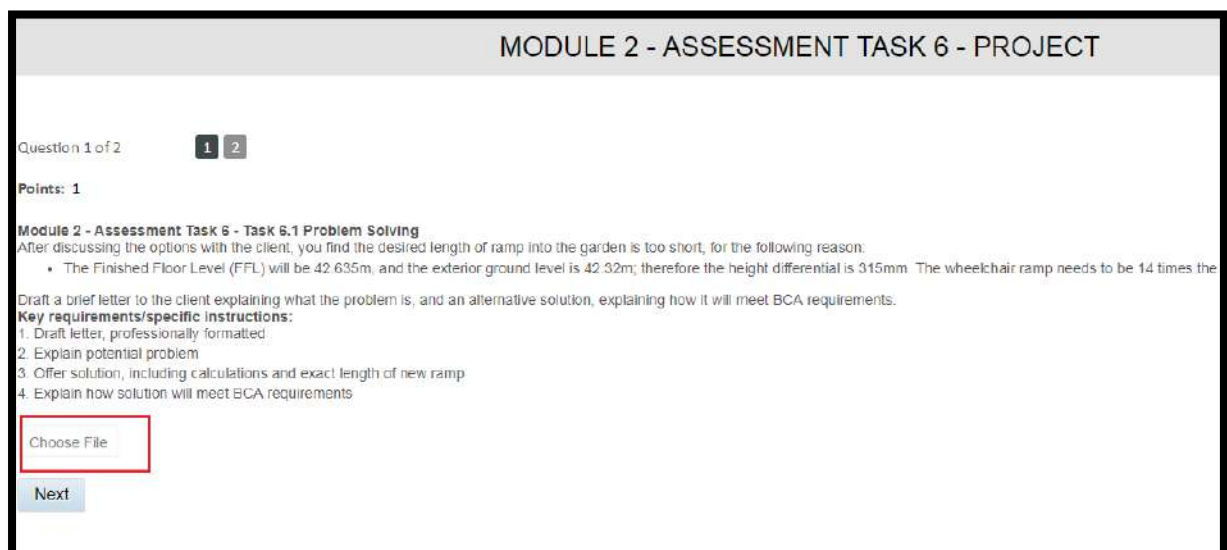 MODULE 2 - ASSESSMENT TASK 6 - PROJECT
Question 1 of 2 1 2
Points: 1
Module 2 - Assessment Task 6 - Task 6.1 Problem Solving
After discussing the options with the client, you find the desired length of ramp into the garden is too short, for the following reason:
• The Finished Floor Level (FFL) will be 42.635m, and the exterior ground level is 42.32m; therefore the height differential is 315mm. The wheelchair ramp needs to be 14 times the
Draft a brief letter to the client explaining what the problem is, and an alternative solution, explaining how it will meet BCA requirements.
Key requirements/specific instructions:
1. Draft letter, professionally formatted
2. Explain potential problem
3. Offer solution, including calculations and exact length of new ramp
4. Explain how solution will meet BCA requirements
Choose File
Next